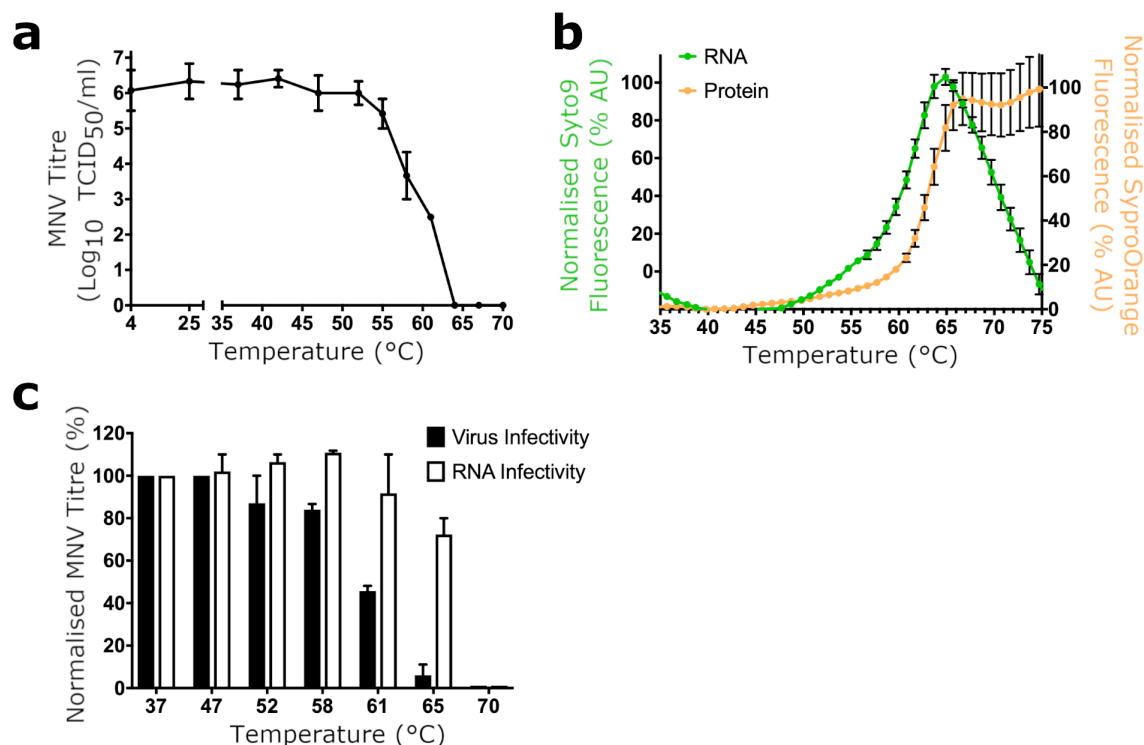 a
MNV Titre
(Log10 TCID50/ml)
7
6
5
4
3
2
1
0
4 25 35 40 45 50 55 60 65 70
Temperature (°C)
b
Normalised Syto9
Fluorescence (% AU)
RNA
Protein
100
80
60
40
20
0
100
80
60
40
20
0
35 40 45 50 55 60 65 70 75
Temperature (°C)
Normalised SyproOrange
Fluorescence (% AU)
c
Normalised MNV Titre (%)
120
100
80
60
40
20
0
Virus Infectivity
RNA Infectivity
37 47 52 58 61 65 70
Temperature (°C)